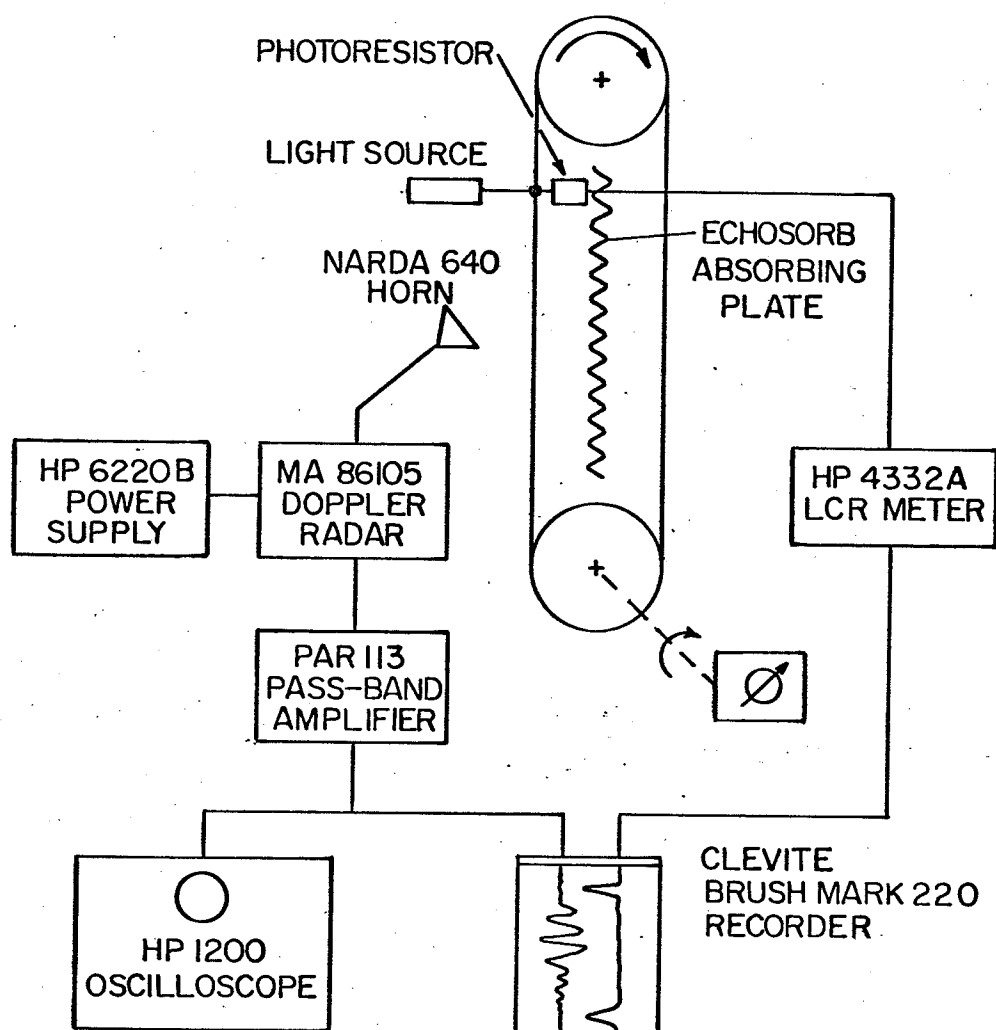 PHOTORESISTOR
LIGHT SOURCE
NARDA 640
HORN
ECHOSORB
ABSORBING
PLATE
HP 6220B
POWER
SUPPLY
MA 86105
DOPPLER
RADAR
HP 4332A
LCR METER
PAR 113
PASS-BAND
AMPLIFIER
HP 1200
OSCILLOSCOPE
CLEVITE
BRUSH MARK 220
RECORDER